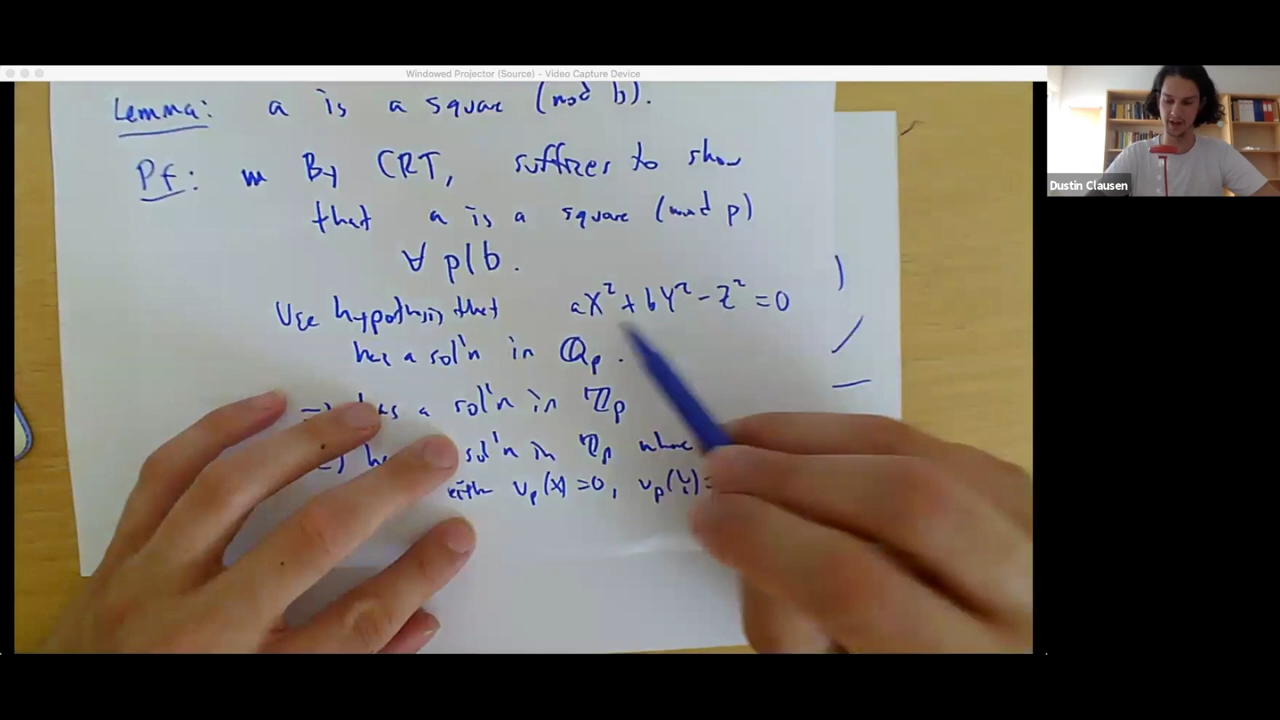 Windowed Projector (Source) - Video Capture Device
Lemma: a is a square (mod b).
Pf: By CRT, suffices to show
that a is a square (mod p)
∀ p|b.
Use hypothesis that aX² + bY² - Z² = 0
has a sol'n in ℚp.
has a sol'n in ℤp
sol'n in ℤp where
with vp(X)=0, vp(Y)=
Dustin Clausen